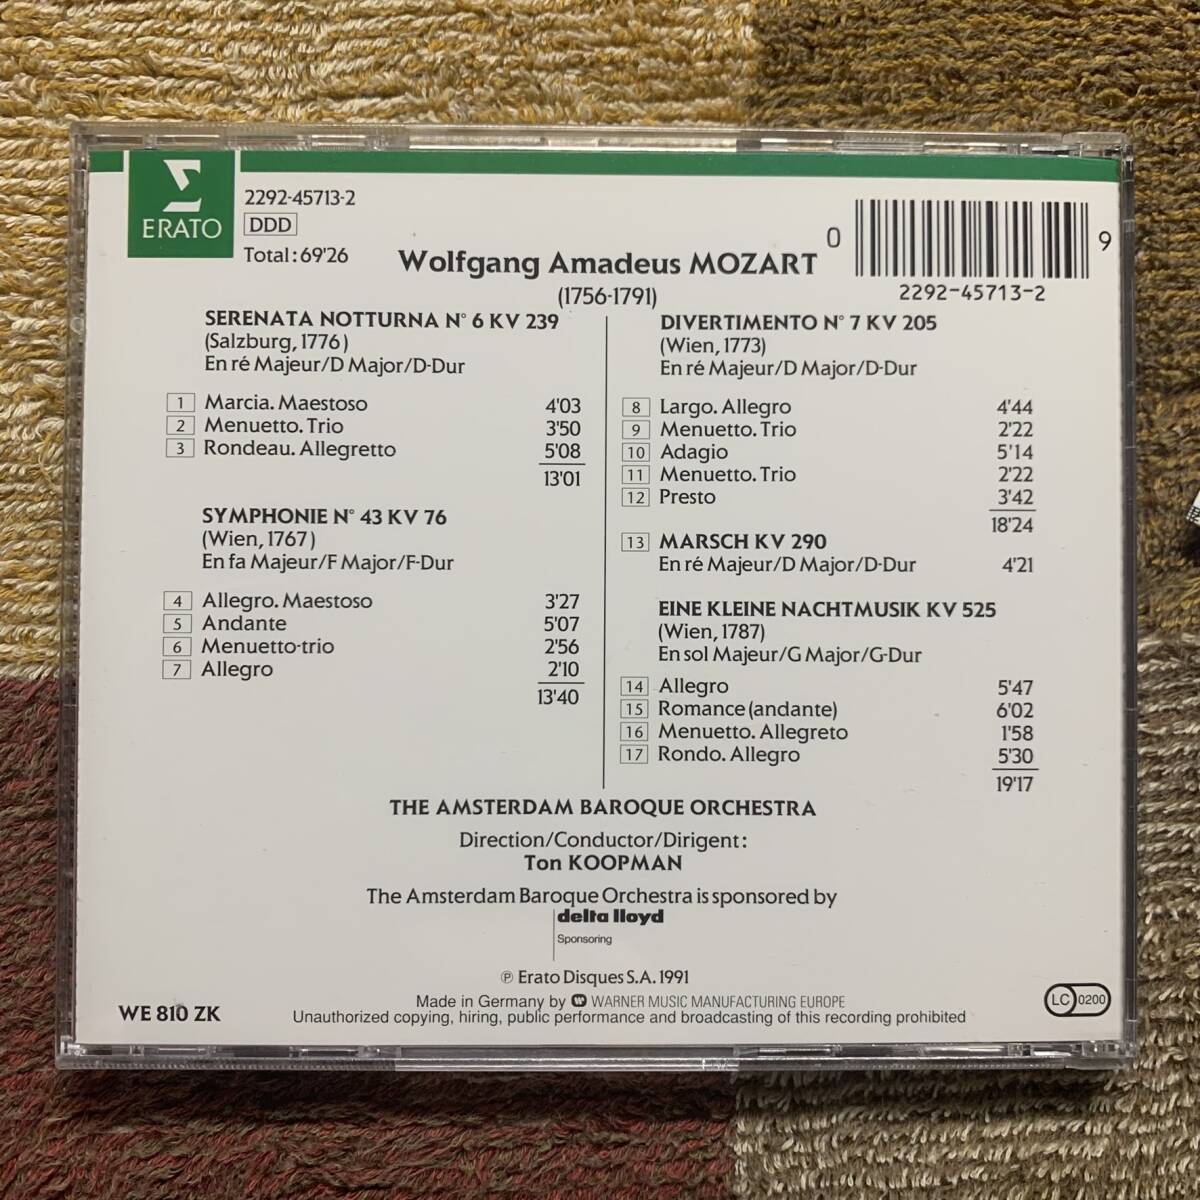 ERATO
2292-45713-2
DDD
Total: 69'26
Wolfgang Amadeus MOZART
(1756-1791)
0
9
2292-45713-2
SERENATA NOTTURNA N° 6 KV 239
(Salzburg, 1776)
En ré Majeur/D Major/D-Dur
1 Marcia. Maestoso 4'03
2 Menuetto. Trio 3'50
3 Rondeau. Allegretto 5'08
13'01
SYMPHONIE N° 43 KV 76
(Wien, 1767)
En fa Majeur/F Major/F-Dur
4 Allegro. Maestoso 3'27
5 Andante 5'07
6 Menuetto-trio 2'56
7 Allegro 2'10
13'40
DIVERTIMENTO N° 7 KV 205
(Wien, 1773)
En ré Majeur/D Major/D-Dur
8 Largo. Allegro 4'44
9 Menuetto. Trio 2'22
10 Adagio 5'14
11 Menuetto. Trio 2'22
12 Presto 3'42
18'24
13 MARSCH KV 290
En ré Majeur/D Major/D-Dur 4'21
EINE KLEINE NACHTMUSIK KV 525
(Wien, 1787)
En sol Majeur/G Major/G-Dur
14 Allegro 5'47
15 Romance (andante) 6'02
16 Menuetto. Allegreto 1'58
17 Rondo. Allegro 5'30
19'17
THE AMSTERDAM BAROQUE ORCHESTRA
Direction/Conductor/Dirigent:
Ton KOOPMAN
The Amsterdam Baroque Orchestra is sponsored by
delta lloyd
Sponsoring
℗ Erato Disques S.A. 1991
Made in Germany by WARNER MUSIC MANUFACTURING EUROPE
Unauthorized copying, hiring, public performance and broadcasting of this recording prohibited
WE 810 ZK
LC 0200